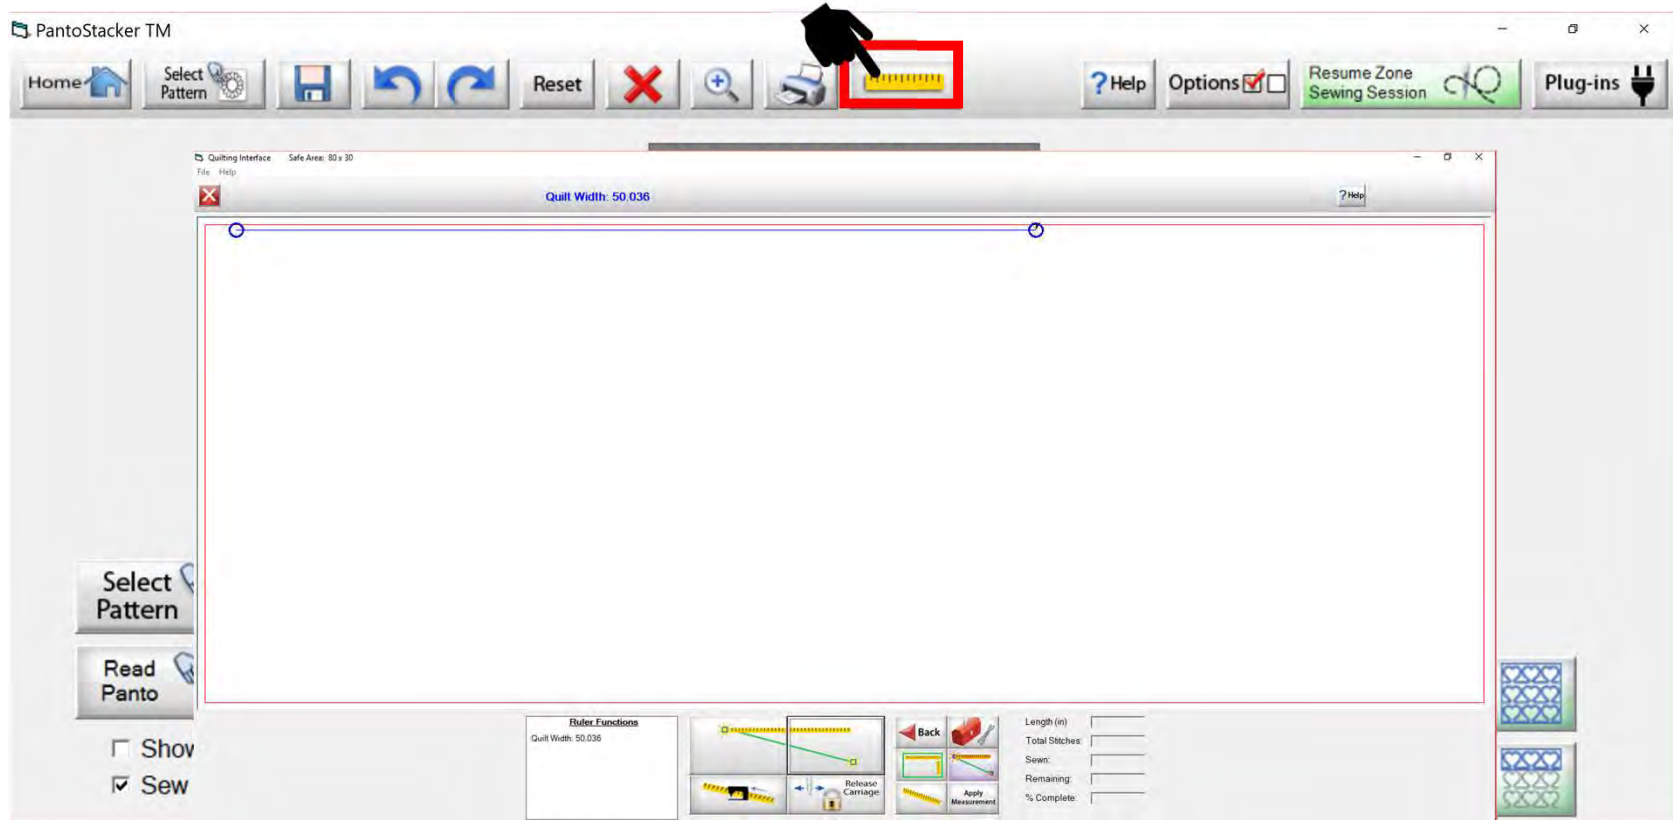 PantoStacker TM
Home
Select
Pattern
Reset
?Help
Options
Resume Zone
Sewing Session
Plug-ins
Quilting Interface Safe Area: 80 x 30
File Help
Quilt Width: 50.036
?Help
Select
Pattern
Read
Panto
Show
Sew
Ruler Functions
Quilt Width: 50.036
Release
Carriage
Back
Apply
Measurement
Length (in)
Total Stitches:
Sewn:
Remaining:
% Complete: